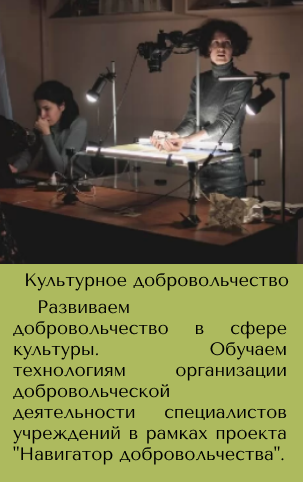 Культурное добровольчество
Развиваем
добровольчество в сфере
культуры. Обучаем
технологиям организации
добровольческой
деятельности специалистов
учреждений в рамках проекта
"Навигатор добровольчества".